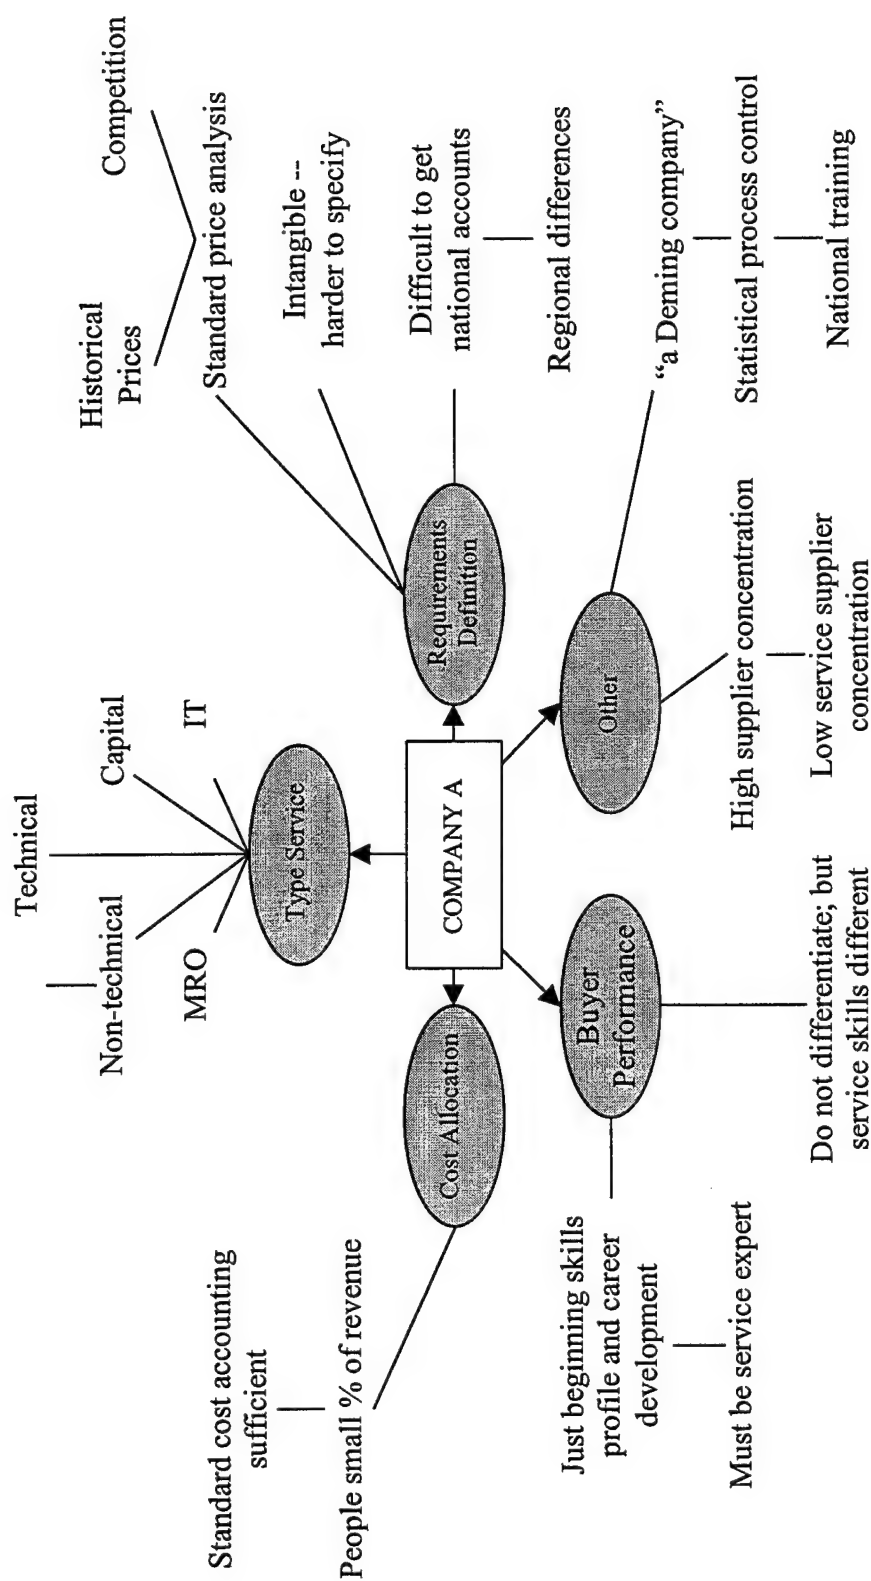 Technical
Non-technical
Capital
MRO
IT
Type Service
Historical
Prices
Competition
Standard price analysis
Intangible --
harder to specify
Difficult to get
national accounts
Regional differences
Requirements
Definition
Standard cost accounting
sufficient
People small % of revenue
Cost Allocation
COMPANY A
Buyer
Performance
Just beginning skills
profile and career
development
Must be service expert
Do not differentiate; but
service skills different
Other
“a Deming company”
Statistical process control
National training
High supplier concentration
Low service supplier
concentration